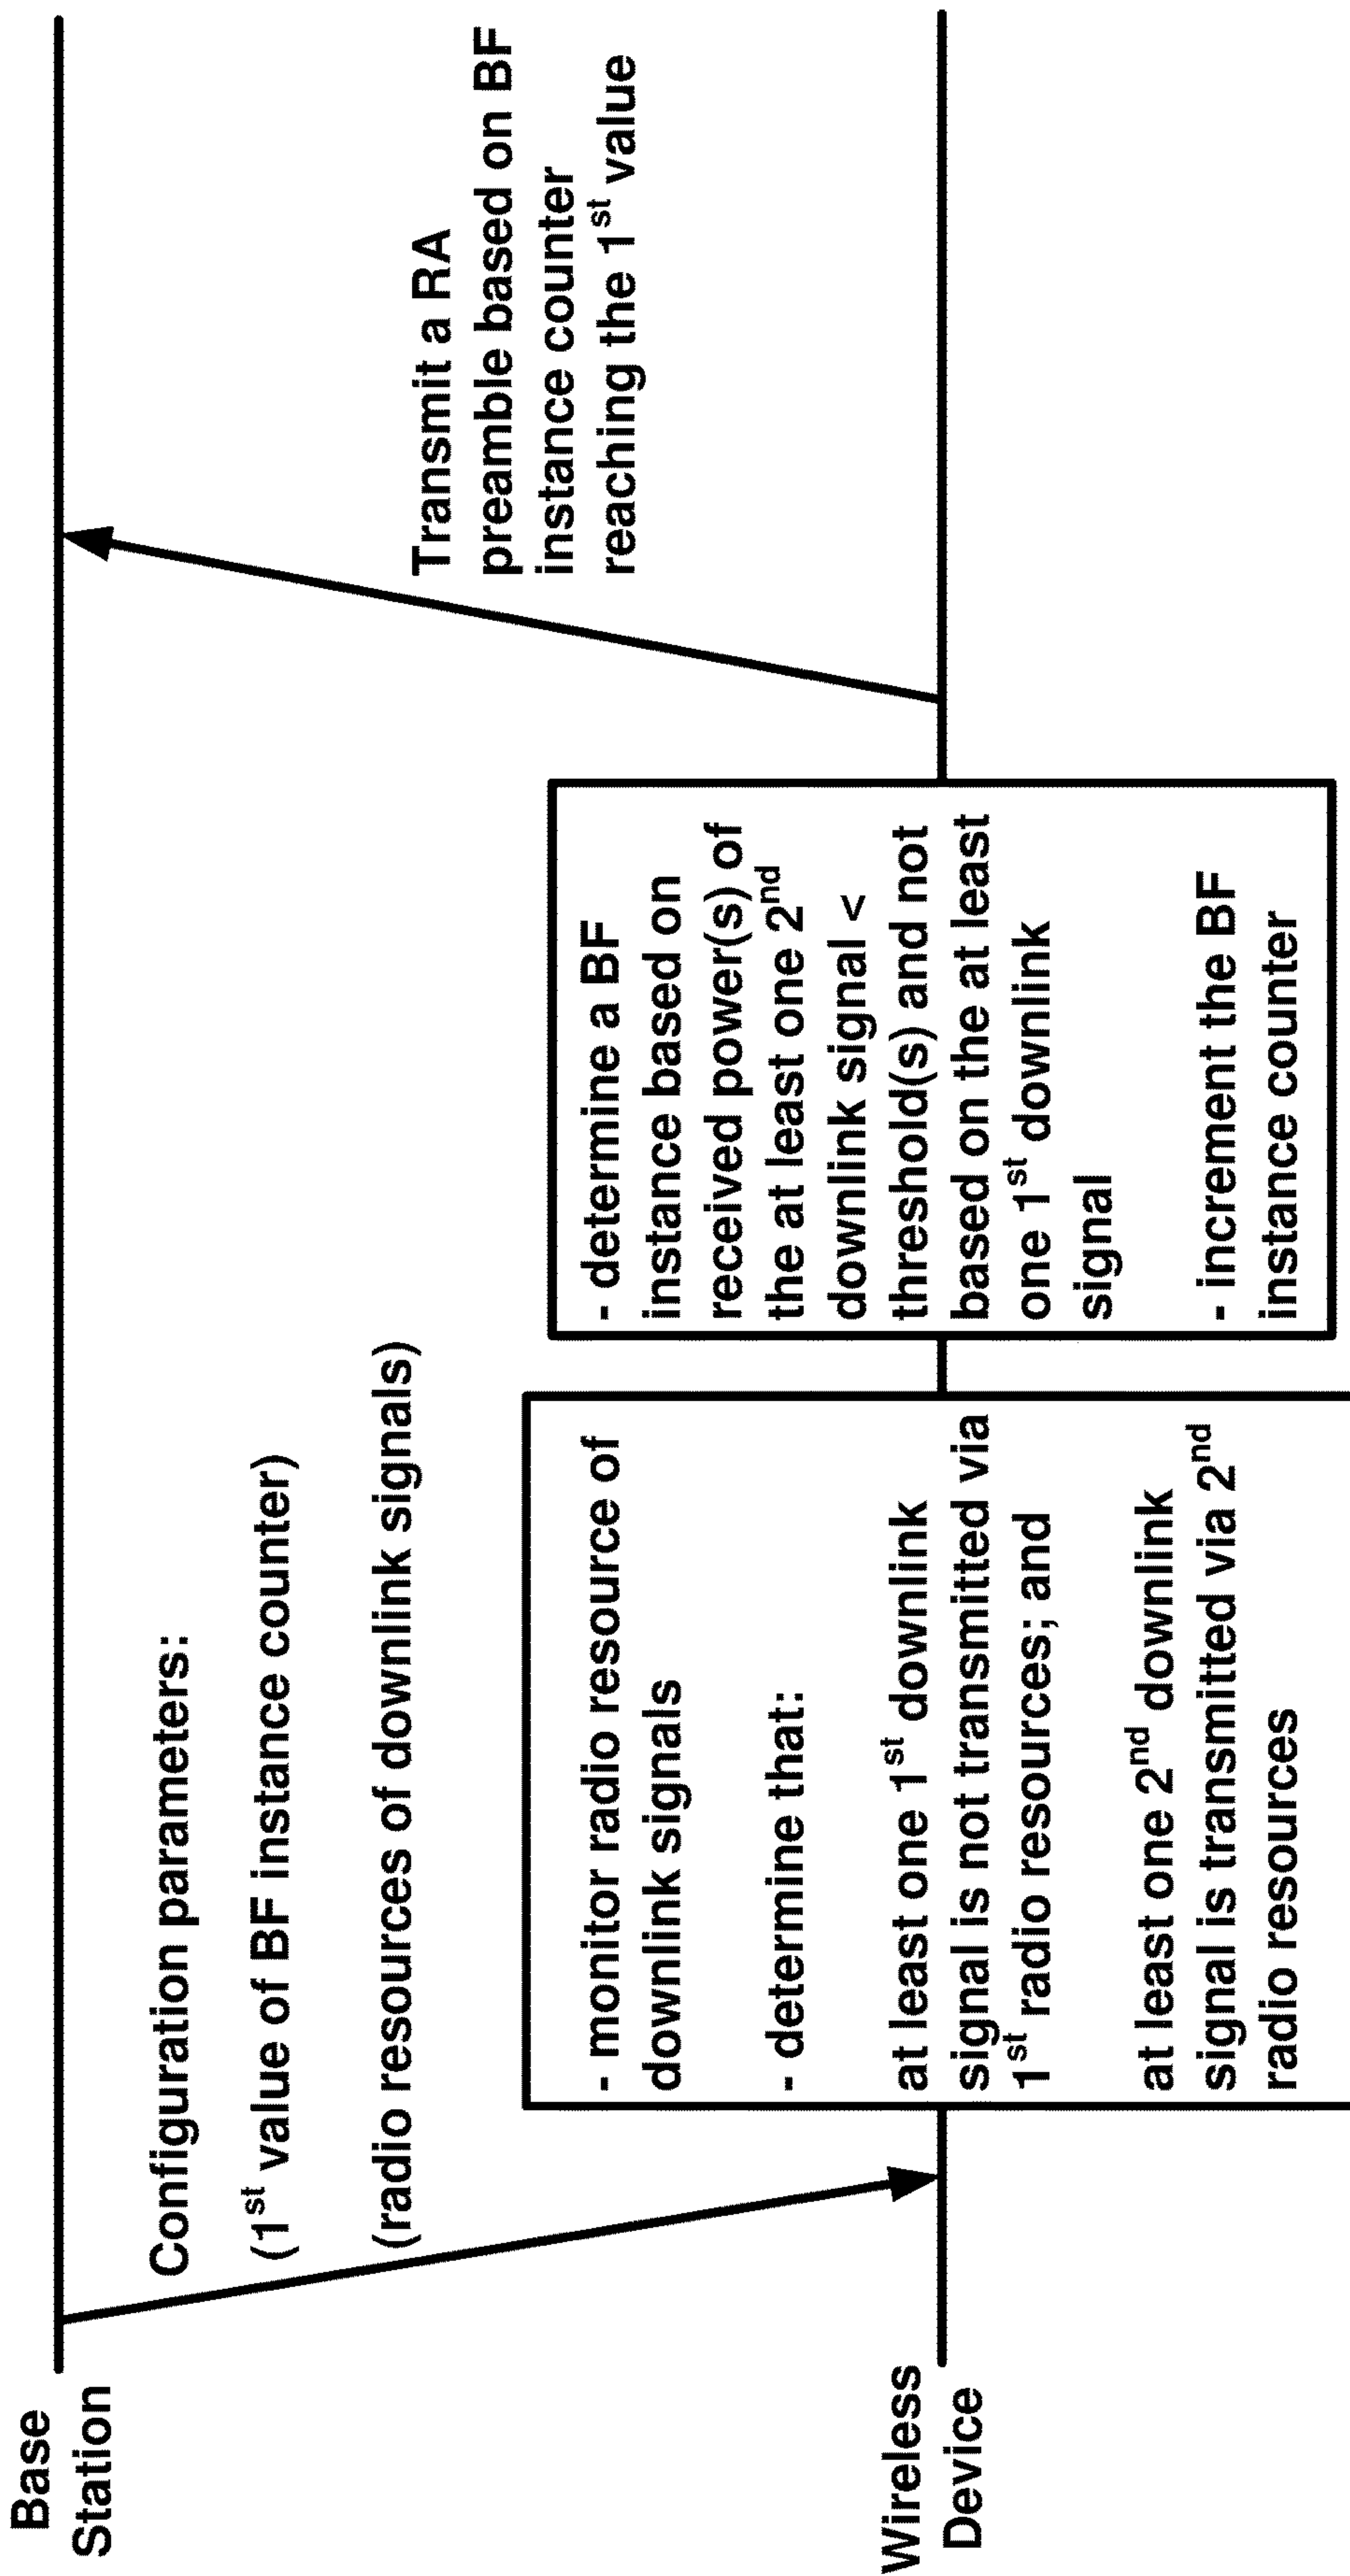 Base
Station
Configuration parameters:
(1st value of BF instance counter)
(radio resources of downlink signals)
Transmit a RA
preamble based on BF
instance counter
reaching the 1st value
Wireless
Device
- monitor radio resource of
downlink signals
- determine that:
at least one 1st downlink
signal is not transmitted via
1st radio resources; and
at least one 2nd downlink
signal is transmitted via 2nd
radio resources
- determine a BF
instance based on
received power(s) of
the at least one 2nd
downlink signal <
threshold(s) and not
based on the at least
one 1st downlink
signal
- increment the BF
instance counter